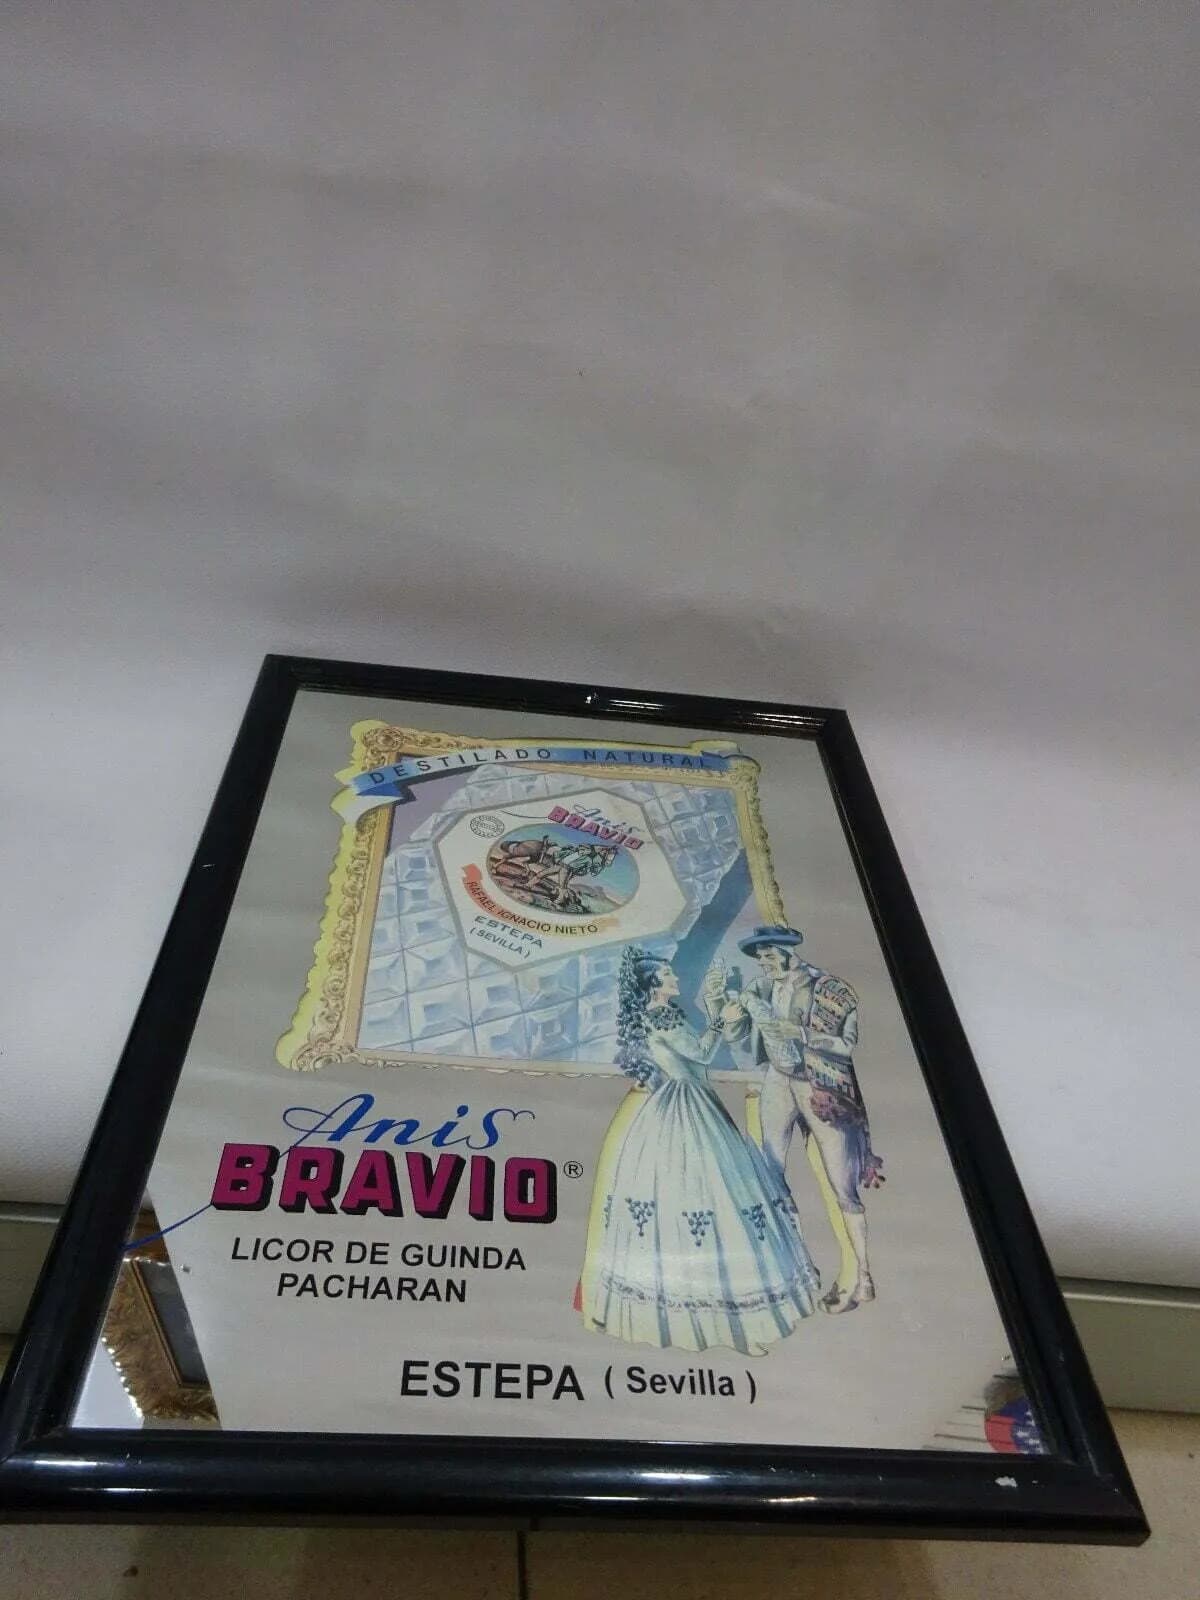 DESTILADO NATURAL
Anis
BRAVIO
RAFAEL IGNACIO NIETO
ESTEPA
(SEVILLA)
Anis
BRAVIO®
LICOR DE GUINDA
PACHARAN
ESTEPA (Sevilla)